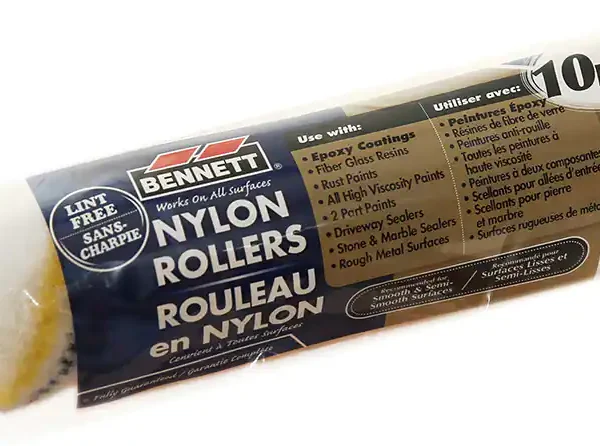 BENNETT®
Works On All Surfaces
NYLON
ROLLERS
ROULEAU
en NYLON
Convient à Toutes Surfaces
Fully Guaranteed / Garantie Complète
LINT
FREE
SANS-
CHARPIE
Use with:
• Epoxy Coatings
• Fiber Glass Resins
• Rust Paints
• All High Viscosity Paints
• 2 Part Paints
• Driveway Sealers
• Stone & Marble Sealers
• Rough Metal Surfaces
Utiliser avec:
• Peintures Époxy
• Résines de fibre de verre
• Peintures anti-rouille
• Toutes les peintures à
haute viscosité
• Peintures à deux composantes
• Scellants pour allées d'entrée
• Scellants pour pierre
et marbre
• Surfaces rugueuses de
10
Recommended for
Smooth & Semi-
Smooth Surfaces
Recommandé pour
Surfaces Lisses et
Semi-Lisses